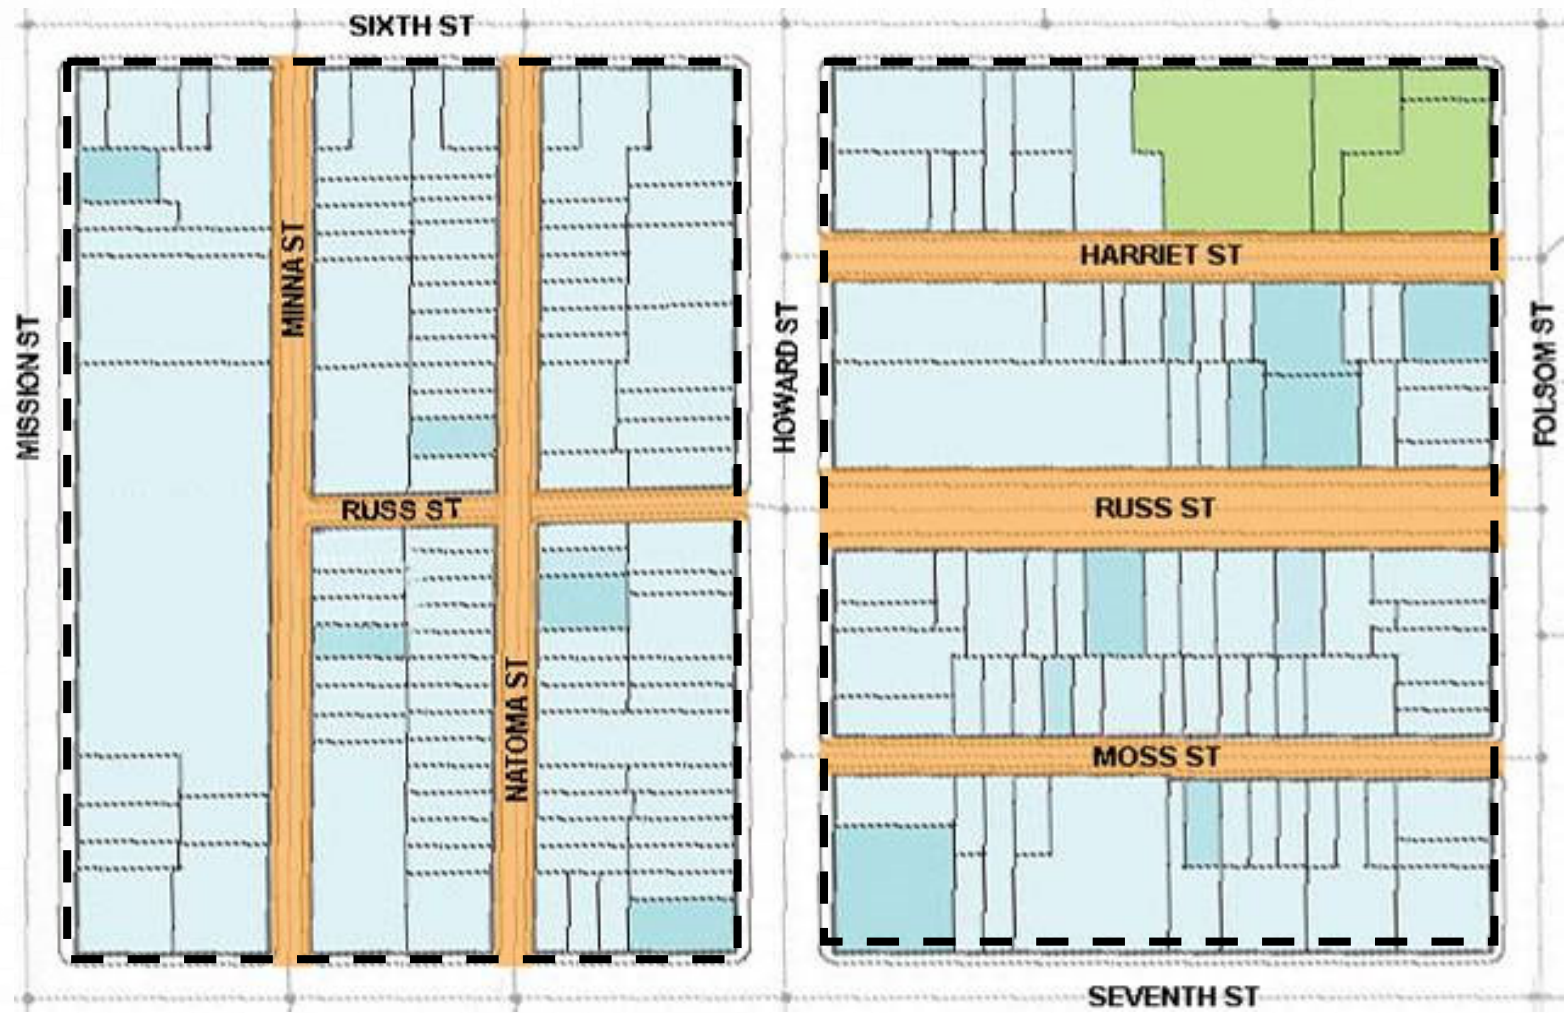 SIXTH ST
MINNA ST
HARRIET ST
MISSION ST
HOWARD ST
FOLSOM ST
RUSS ST
RUSS ST
NATOMA ST
MOSS ST
SEVENTH ST